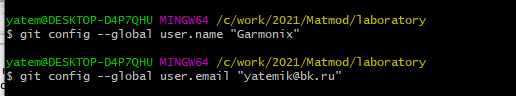 yatem@DESKTOP-D4P7QHU MINGW64 /c/work/2021/Matmod/laboratory
$ git config --global user.name "Garmonix"
yatem@DESKTOP-D4P7QHU MINGW64 /c/work/2021/Matmod/laboratory
$ git config --global user.email "yatemik@bk.ru"